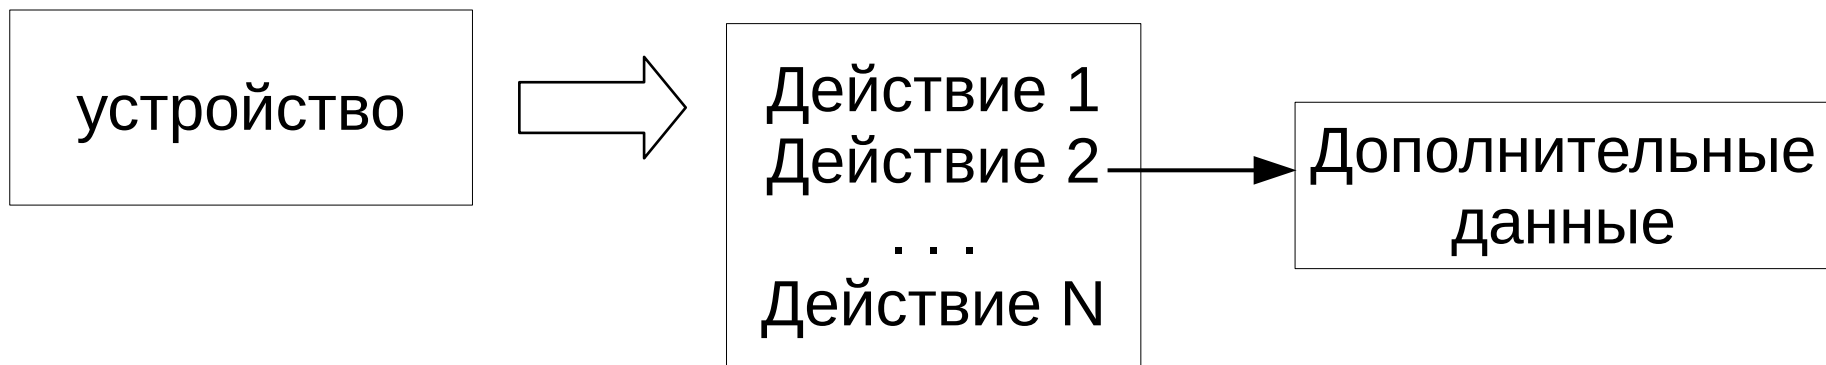 устройство
Действие 1
Действие 2
. . .
Действие N
Дополнительные
данные